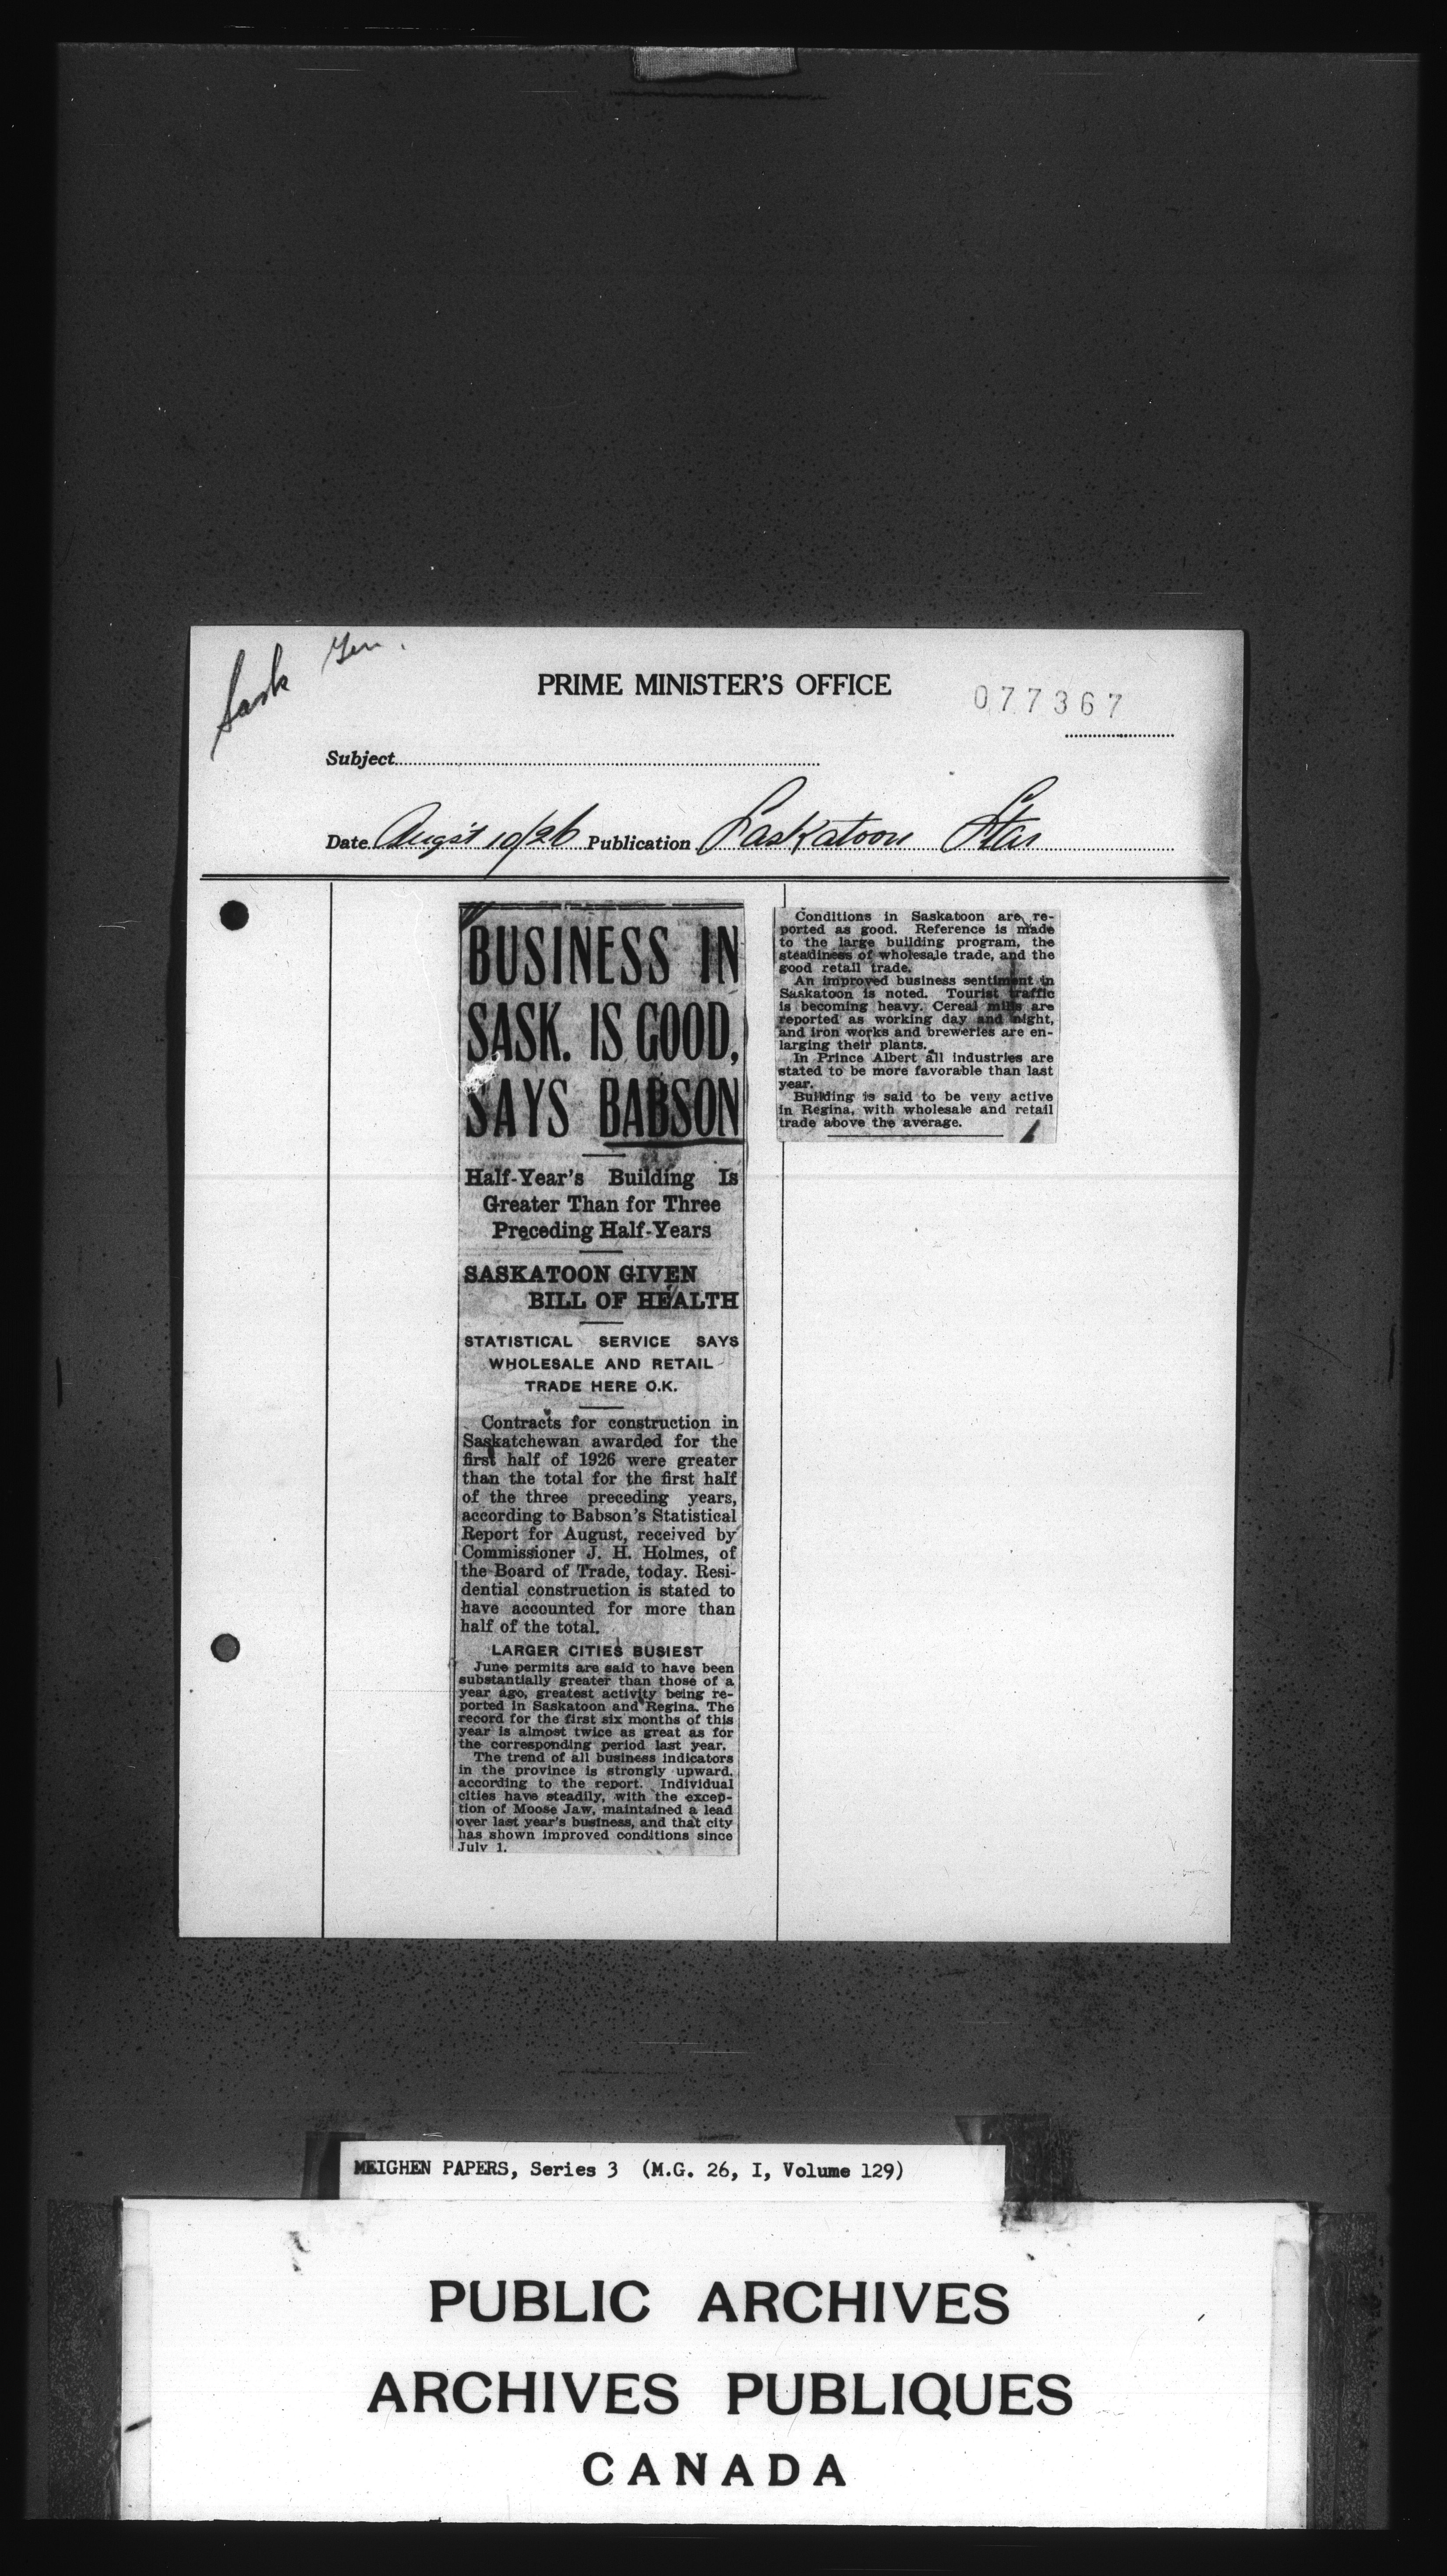 Sask Gen.
PRIME MINISTER'S OFFICE
077367
Subject
Date Aug'st 10/26 Publication Saskatoon Star
BUSINESS IN
SASK. IS GOOD,
SAYS BABSON
Half-Year's Building Is
Greater Than for Three
Preceding Half-Years
SASKATOON GIVEN
BILL OF HEALTH
STATISTICAL SERVICE SAYS
WHOLESALE AND RETAIL
TRADE HERE O.K.
Contracts for construction in
Saskatchewan awarded for the
first half of 1926 were greater
than the total for the first half
of the three preceding years,
according to Babson's Statistical
Report for August, received by
Commissioner J. H. Holmes, of
the Board of Trade, today. Resi-
dential construction is stated to
have accounted for more than
half of the total.
LARGER CITIES BUSIEST
June permits are said to have been
substantially greater than those of a
year ago, greatest activity being re-
ported in Saskatoon and Regina. The
record for the first six months of this
year is almost twice as great as for
the corresponding period last year.
The trend of all business indicators
in the province is strongly upward,
according to the report. Individual
cities have steadily, with the excep-
tion of Moose Jaw, maintained a lead
over last year's business, and that city
has shown improved conditions since
July 1.
Conditions in Saskatoon are re-
ported as good. Reference is made
to the large building program, the
steadiness of wholesale trade, and the
good retail trade.
An improved business sentiment in
Saskatoon is noted. Tourist traffic
is becoming heavy. Cereal mills are
reported as working day and night,
and iron works and breweries are en-
larging their plants.
In Prince Albert all industries are
stated to be more favorable than last
year.
Building is said to be very active
in Regina, with wholesale and retail
trade above the average.
MEIGHEN PAPERS, Series 3 (M.G. 26, I, Volume 129)
PUBLIC ARCHIVES
ARCHIVES PUBLIQUES
CANADA